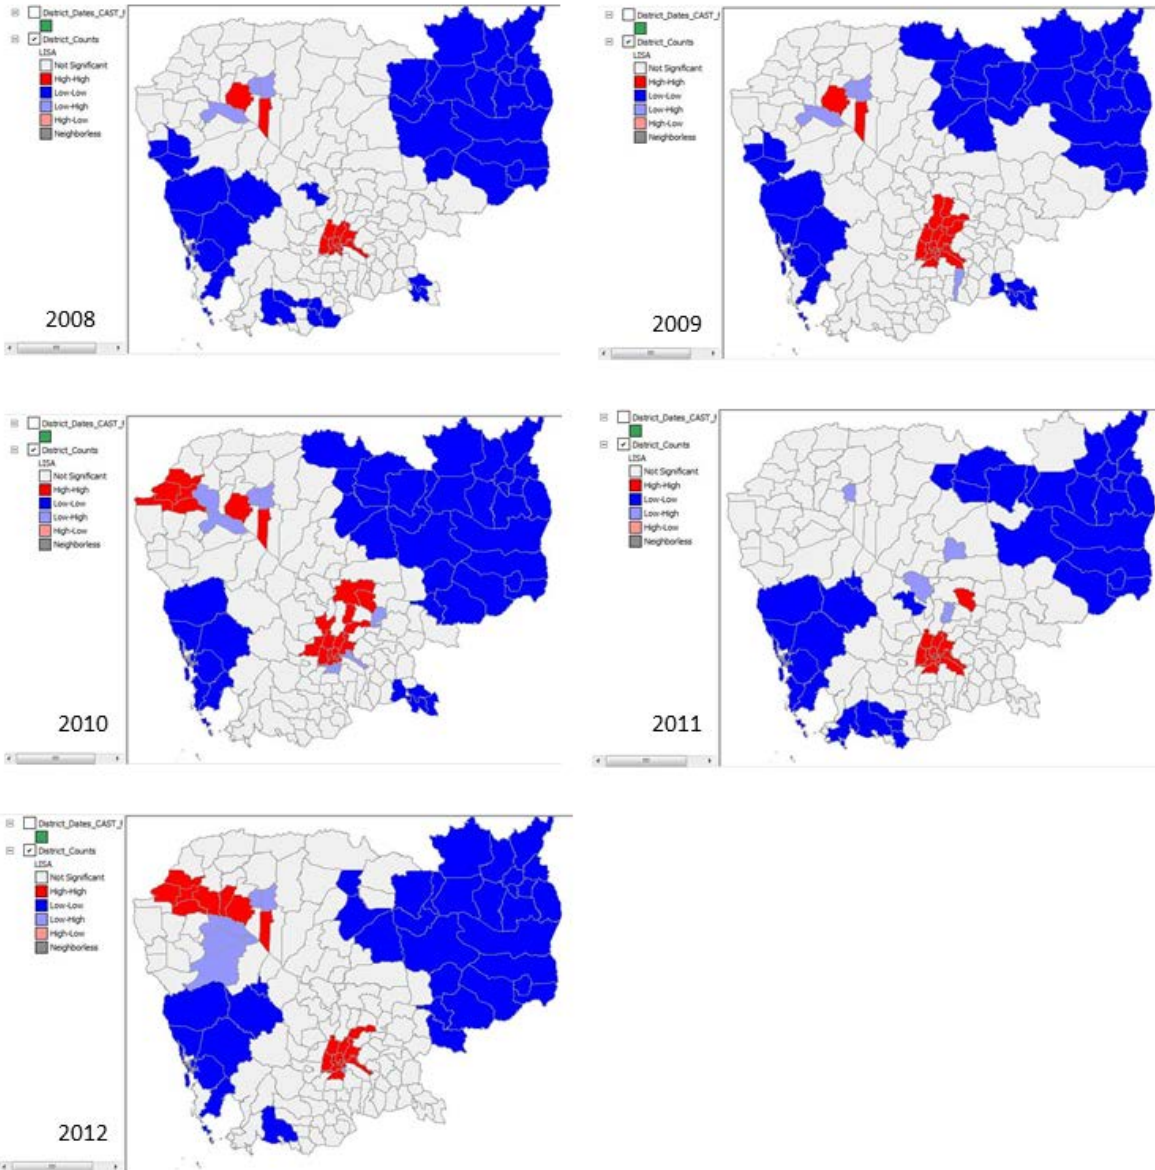 District_Dates_CAST_
District_Counts
LISA
Not Significant
High-High
Low-Low
Low-High
High-Low
Neighborless
2008
District_Dates_CAST_
District_Counts
LISA
Not Significant
High-High
Low-Low
Low-High
High-Low
Neighborless
2009
District_Dates_CAST_
District_Counts
LISA
Not Significant
High-High
Low-Low
Low-High
High-Low
Neighborless
2010
District_Dates_CAST_
District_Counts
LISA
Not Significant
High-High
Low-Low
Low-High
High-Low
Neighborless
2011
District_Dates_CAST_
District_Counts
LISA
Not Significant
High-High
Low-Low
Low-High
High-Low
Neighborless
2012